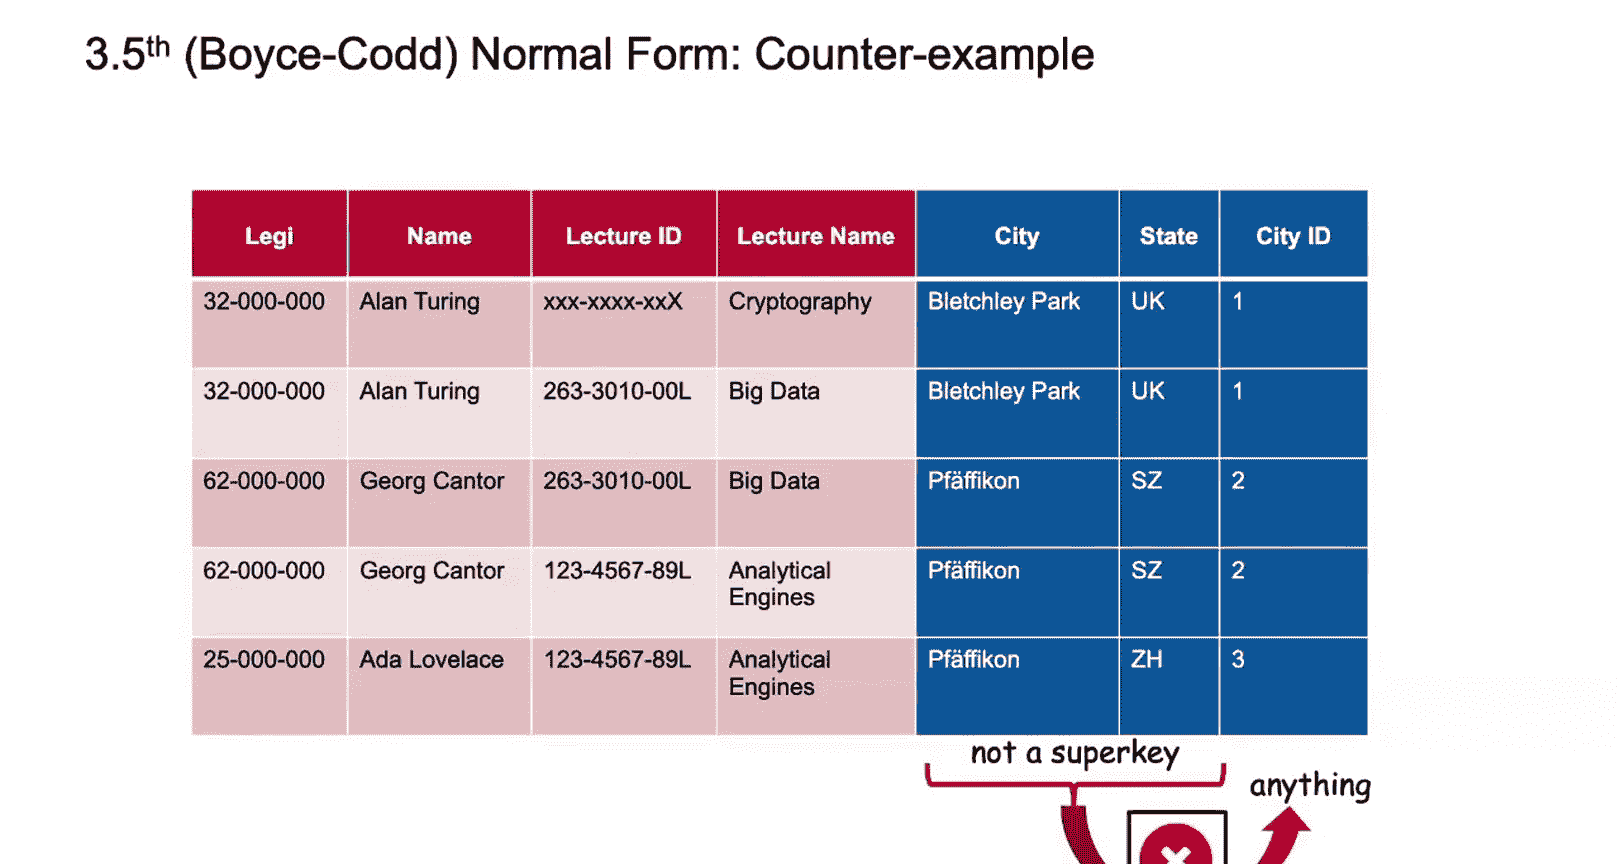 3.5th (Boyce-Codd) Normal Form: Counter-example
Legi Name Lecture ID Lecture Name City State City ID
32-000-000 Alan Turing xxx-xxxx-xxX Cryptography Bletchley Park UK 1
32-000-000 Alan Turing 263-3010-00L Big Data Bletchley Park UK 1
62-000-000 Georg Cantor 263-3010-00L Big Data Pfäffikon SZ 2
62-000-000 Georg Cantor 123-4567-89L Analytical Pfäffikon SZ 2
Engines
25-000-000 Ada Lovelace 123-4567-89L Analytical Pfäffikon ZH 3
Engines
not a superkey
anything